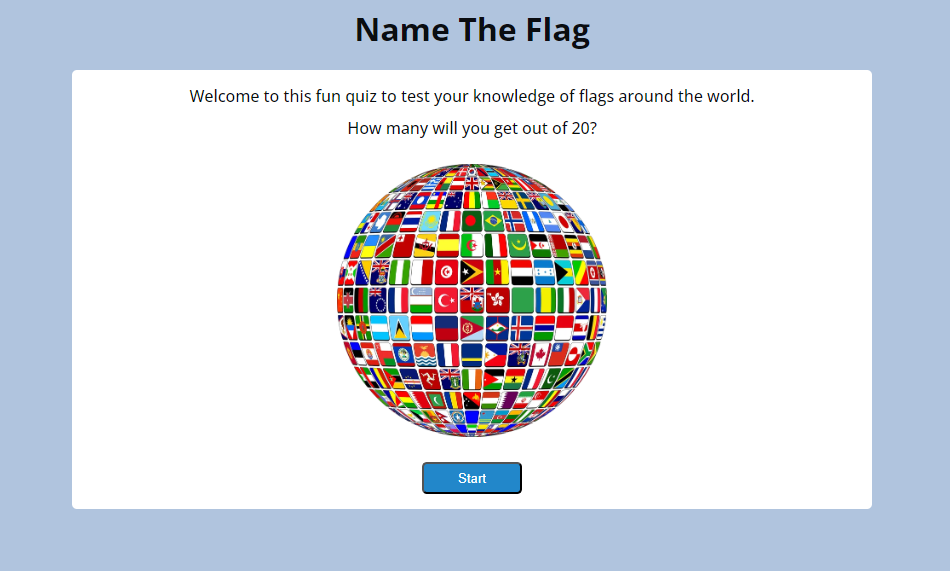 Name The Flag
Welcome to this fun quiz to test your knowledge of flags around the world.
How many will you get out of 20?
Start